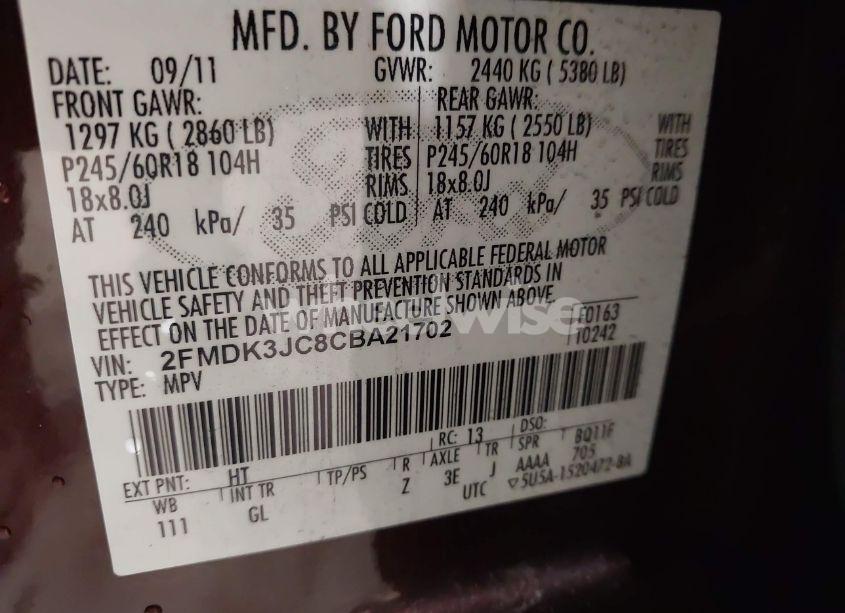 MFD. BY FORD MOTOR CO.
DATE: 09/11 GVWR: 2440 KG ( 5380 LB)
FRONT GAWR: REAR GAWR:
1297 KG ( 2860 LB) WITH 1157 KG ( 2550 LB) WITH
P245/60R18 104H TIRES P245/60R18 104H TIRES
18x8.0J RIMS 18x8.0J RIMS
AT 240 kPa/ 35 PSI COLD AT 240 kPa/ 35 PSI COLD
THIS VEHICLE CONFORMS TO ALL APPLICABLE FEDERAL MOTOR
VEHICLE SAFETY AND THEFT PREVENTION STANDARDS IN
EFFECT ON THE DATE OF MANUFACTURE SHOWN ABOVE.
VIN: 2FMDK3JC8CBA21702 F0163
TYPE: MPV 10242
EXT PNT: HT RC: 13 DSO: BQ11F
WB INT TR TP/PS R AXLE TR SPR 705
111 GL Z 3E J AAAA
UTC ▽5U5A-1520472-BA